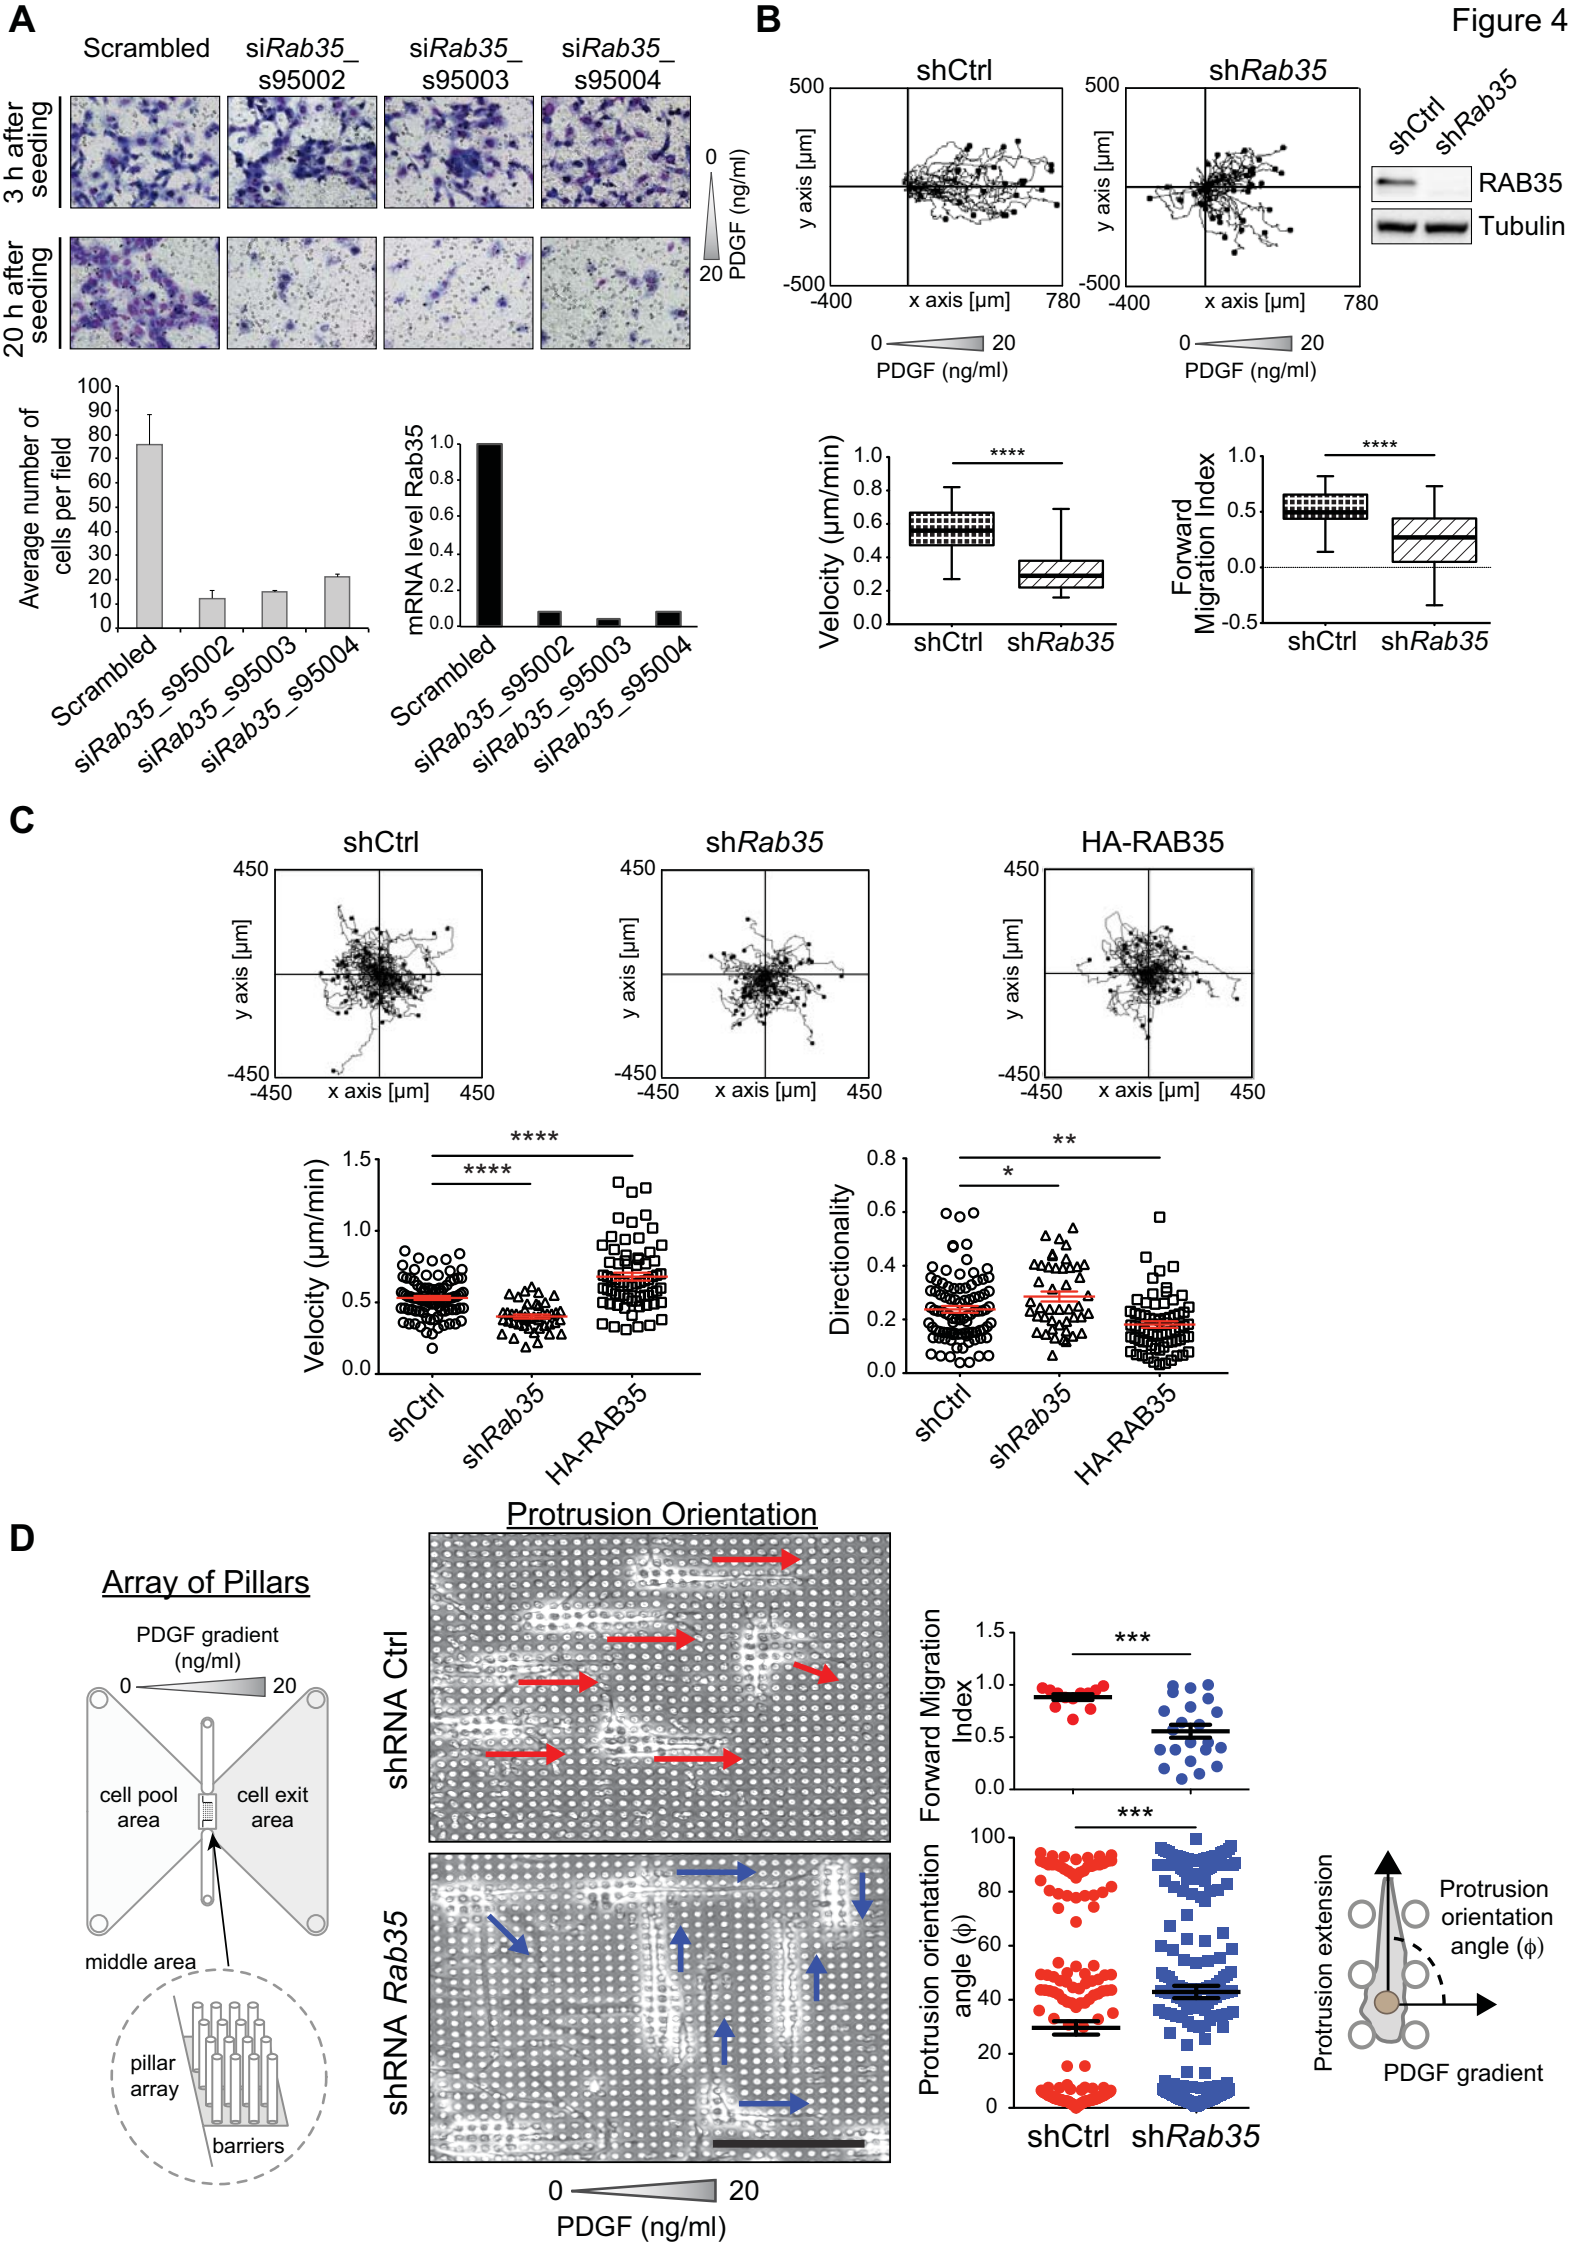 Figure 4
A
Scrambled
siRab35_
s95002
siRab35_
s95003
siRab35_
s95004
3 h after
seeding
20 h after
seeding
0
20
PDGF (ng/ml)
Average number of
cells per field
100
90
80
70
60
50
40
30
20
10
0
Scrambled
siRab35_s95002
siRab35_s95003
siRab35_s95004
mRNA level Rab35
1.0
0.8
0.6
0.4
0.2
0.0
Scrambled
siRab35_s95002
siRab35_s95003
siRab35_s95004
B
shCtrl
500
y axis [µm]
-500
-400
x axis [µm]
780
0
20
PDGF (ng/ml)
shRab35
500
y axis [µm]
-500
-400
x axis [µm]
780
0
20
PDGF (ng/ml)
shCtrl
shRab35
RAB35
Tubulin
Velocity (µm/min)
1.0
0.8
0.6
0.4
0.2
0.0
****
shCtrl
shRab35
Forward
Migration Index
1.0
0.5
0.0
-0.5
****
shCtrl
shRab35
C
shCtrl
450
y axis [µm]
-450
-450
x axis [µm]
450
shRab35
450
y axis [µm]
-450
-450
x axis [µm]
450
HA-RAB35
450
y axis [µm]
-450
-450
x axis [µm]
450
Velocity (µm/min)
1.5
1.0
0.5
0.0
****
****
shCtrl
shRab35
HA-RAB35
Directionality
0.8
0.6
0.4
0.2
0.0
**
*
shCtrl
shRab35
HA-RAB35
D
Array of Pillars
PDGF gradient
(ng/ml)
0
20
cell pool
area
cell exit
area
middle area
pillar
array
barriers
Protrusion Orientation
shRNA Ctrl
shRNA Rab35
0
20
PDGF (ng/ml)
Forward Migration
Index
1.5
1.0
0.5
0.0
***
Protrusion orientation
angle (ϕ)
100
80
60
40
20
0
***
shCtrl
shRab35
Protrusion extension
Protrusion
orientation
angle (ϕ)
PDGF gradient